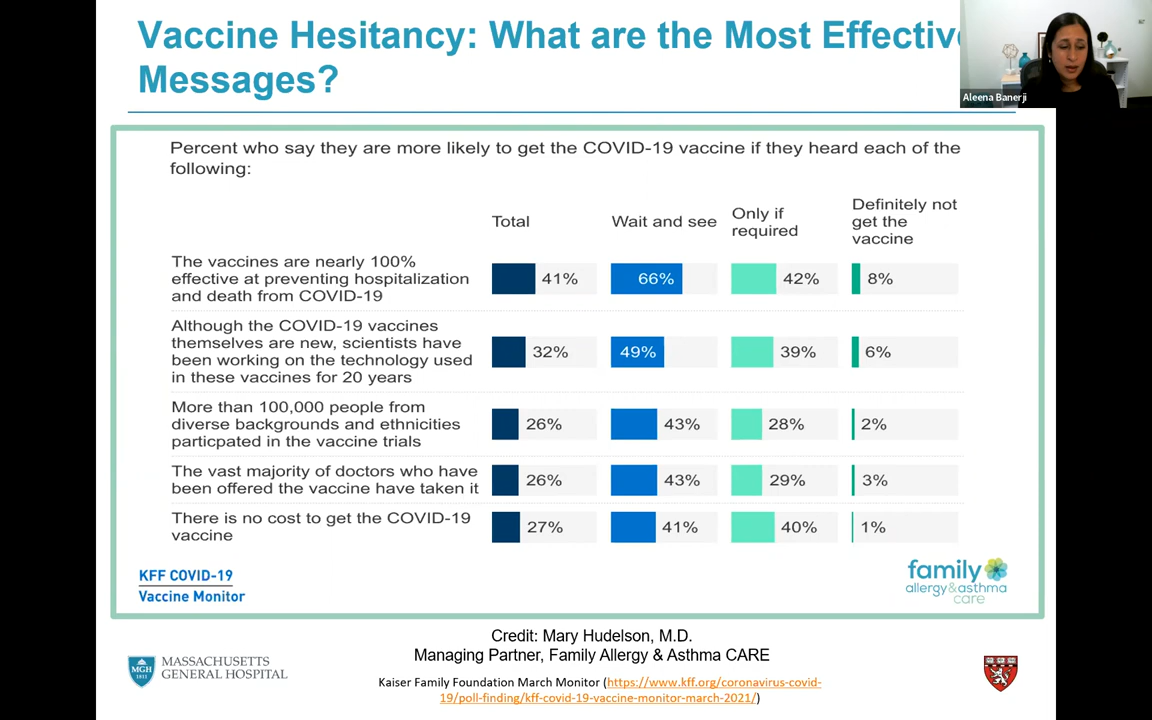 Vaccine Hesitancy: What are the Most Effective
Messages?
Aleena Banerji
Percent who say they are more likely to get the COVID-19 vaccine if they heard each of the
following:
Total
Wait and see
Only if
required
Definitely not
get the
vaccine
The vaccines are nearly 100%
effective at preventing hospitalization
and death from COVID-19
41%
66%
42%
8%
Although the COVID-19 vaccines
themselves are new, scientists have
been working on the technology used
in these vaccines for 20 years
32%
49%
39%
6%
More than 100,000 people from
diverse backgrounds and ethnicities
particpated in the vaccine trials
26%
43%
28%
2%
The vast majority of doctors who have
been offered the vaccine have taken it
26%
43%
29%
3%
There is no cost to get the COVID-19
vaccine
27%
41%
40%
1%
KFF COVID-19
Vaccine Monitor
family
allergy&asthma
care
Credit: Mary Hudelson, M.D.
Managing Partner, Family Allergy & Asthma CARE
MGH
1811
MASSACHUSETTS
GENERAL HOSPITAL
Kaiser Family Foundation March Monitor (https://www.kff.org/coronavirus-covid-
19/poll-finding/kff-covid-19-vaccine-monitor-march-2021/)